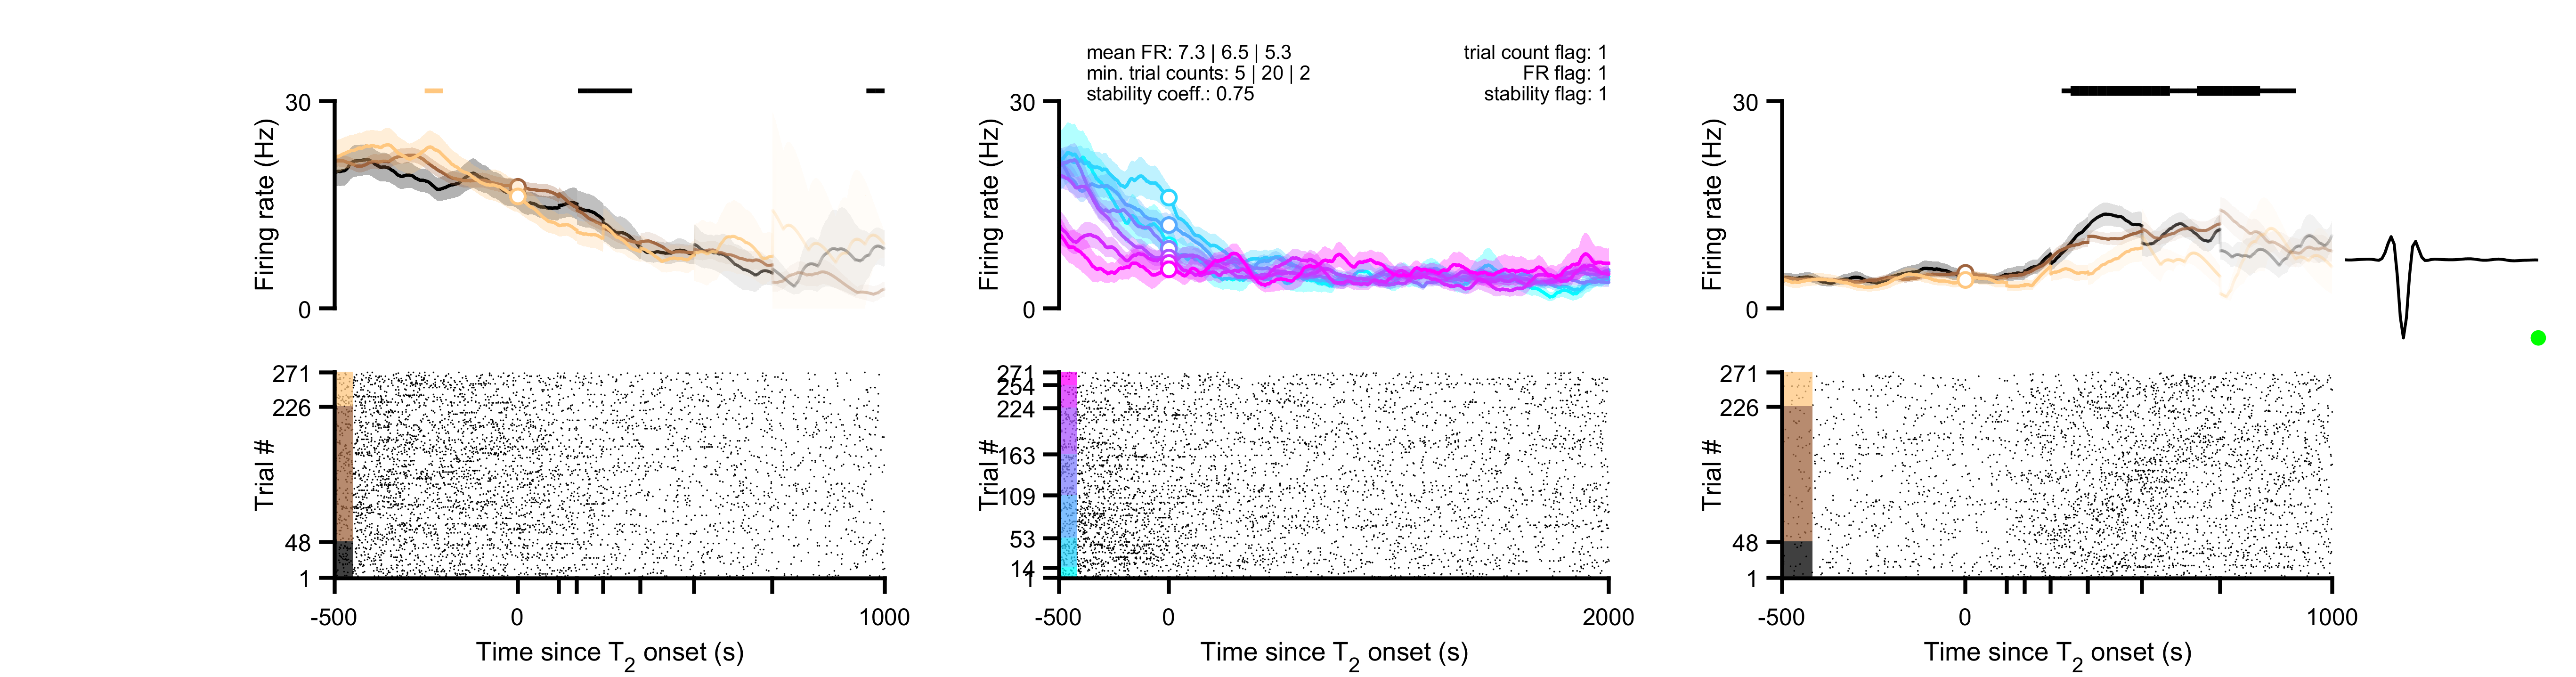 mean FR: 7.3 | 6.5 | 5.3
min. trial counts: 5 | 20 | 2
stability coeff.: 0.75
trial count flag: 1
FR flag: 1
stability flag: 1
30
0
Firing rate (Hz)
30
0
Firing rate (Hz)
30
0
Firing rate (Hz)
271
226
48
1
Trial #
-500
0
1000
Time since T2 onset (s)
271
254
224
163
109
53
14
1
Trial #
-500
0
2000
Time since T2 onset (s)
271
226
48
1
Trial #
-500
0
1000
Time since T2 onset (s)